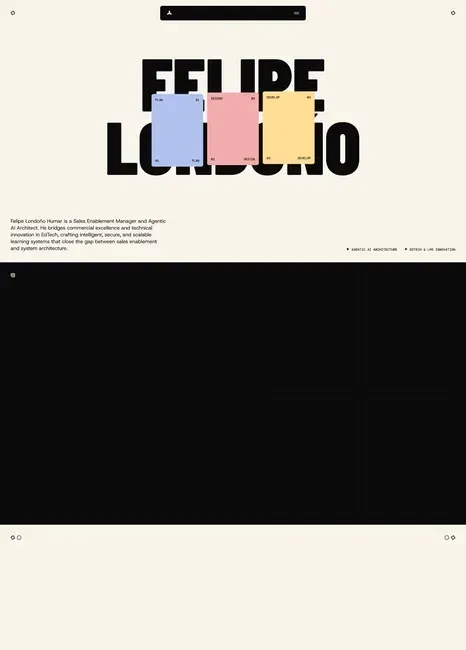 FELIPE
LONDOÑO
PLAN 01
DESIGN 02
DEVELOP 03
01 PLAN
02 DESIGN
03 DEVELOP
Felipe Londoño Humar is a Sales Enablement Manager and Agentic
AI Architect. He bridges commercial excellence and technical
innovation in EdTech, crafting intelligent, secure, and scalable
learning systems that close the gap between sales enablement
and system architecture.
AGENTIC AI ARCHITECTURE
EDTECH & LMS INNOVATION